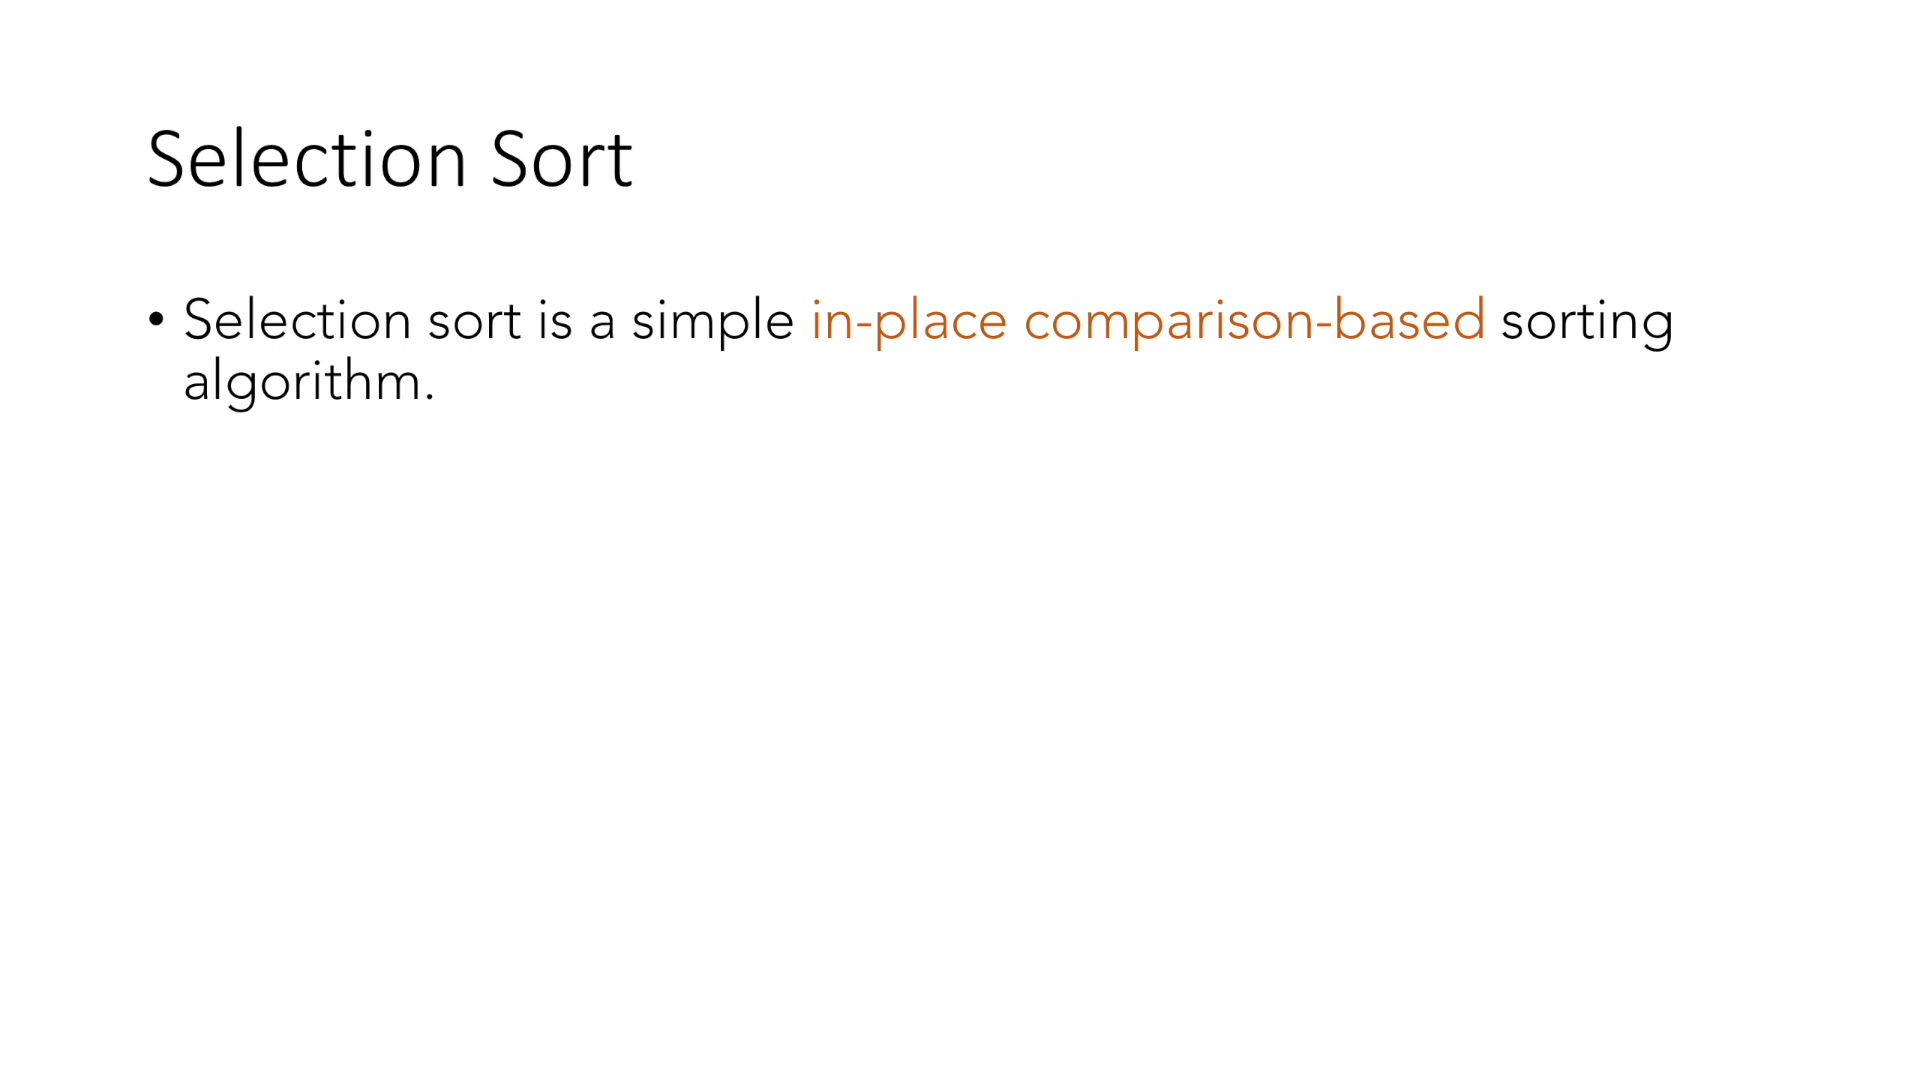 Selection Sort
• Selection sort is a simple in-place comparison-based sorting
algorithm.